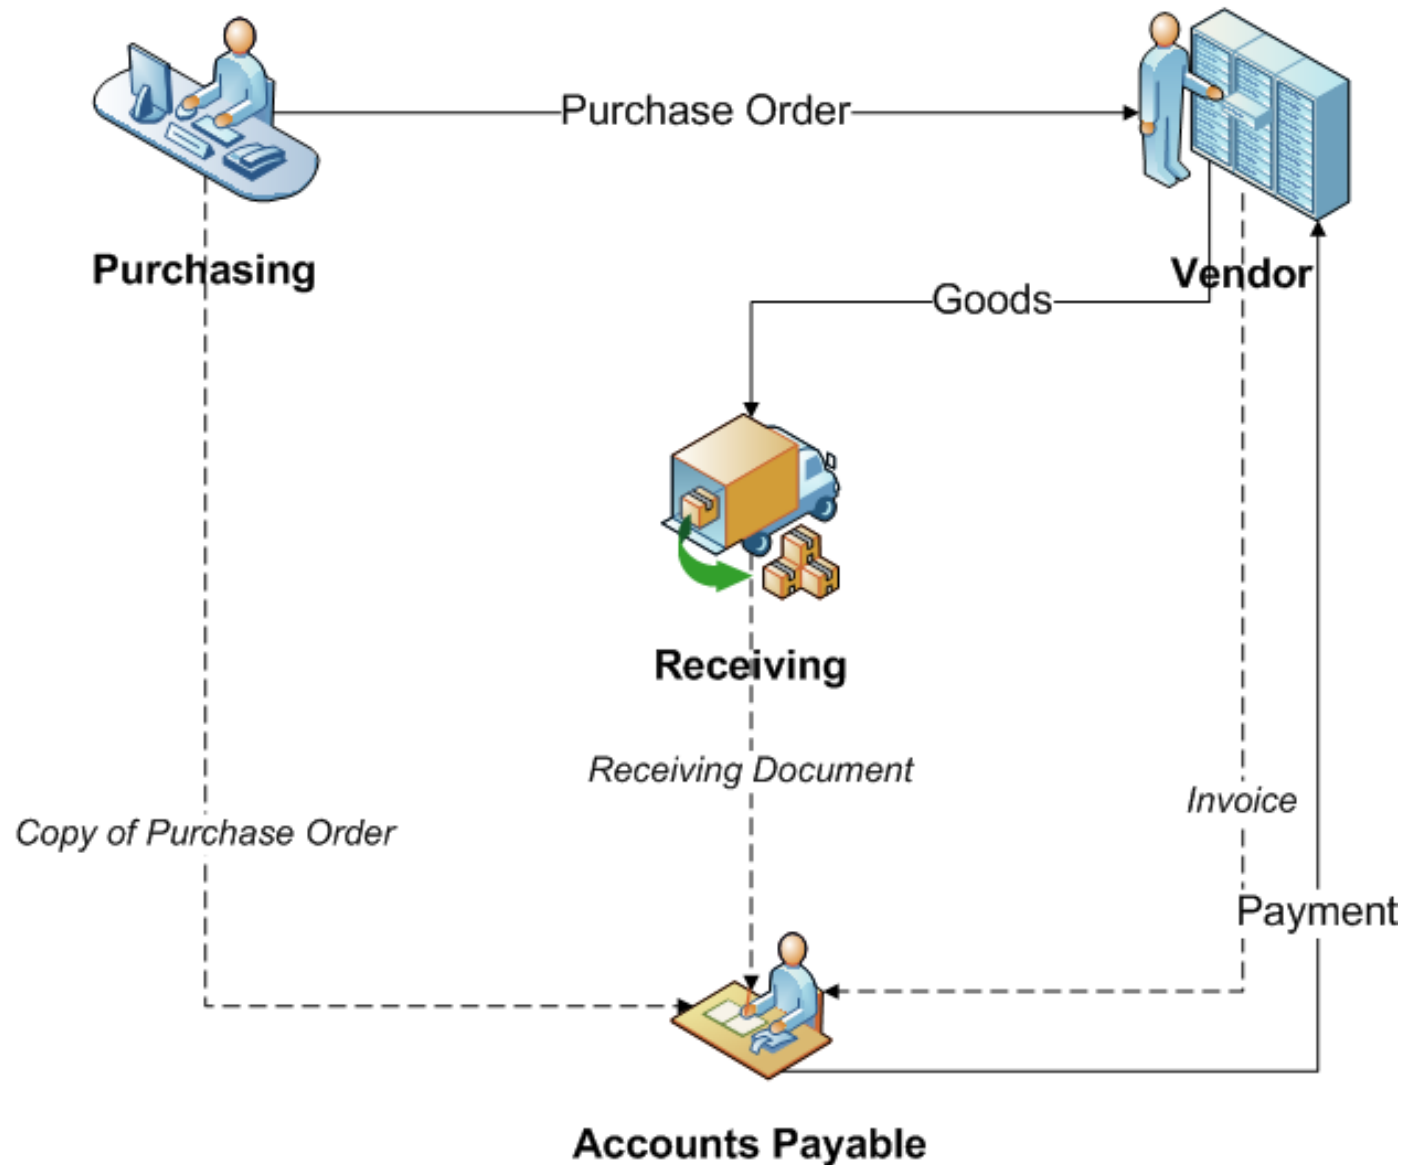 Purchase Order
Purchasing
Vendor
Goods
Receiving
Receiving Document
Invoice
Copy of Purchase Order
Payment
Accounts Payable